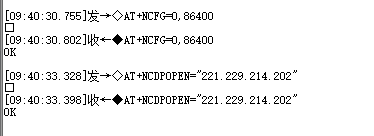 [09:40:30.755]发→◇AT+NCFG=0,86400
□
[09:40:30.802]收←◆AT+NCFG=0,86400
OK
[09:40:33.328]发→◇AT+NCDPOPEN="221.229.214.202"
□
[09:40:33.398]收←◆AT+NCDPOPEN="221.229.214.202"
OK